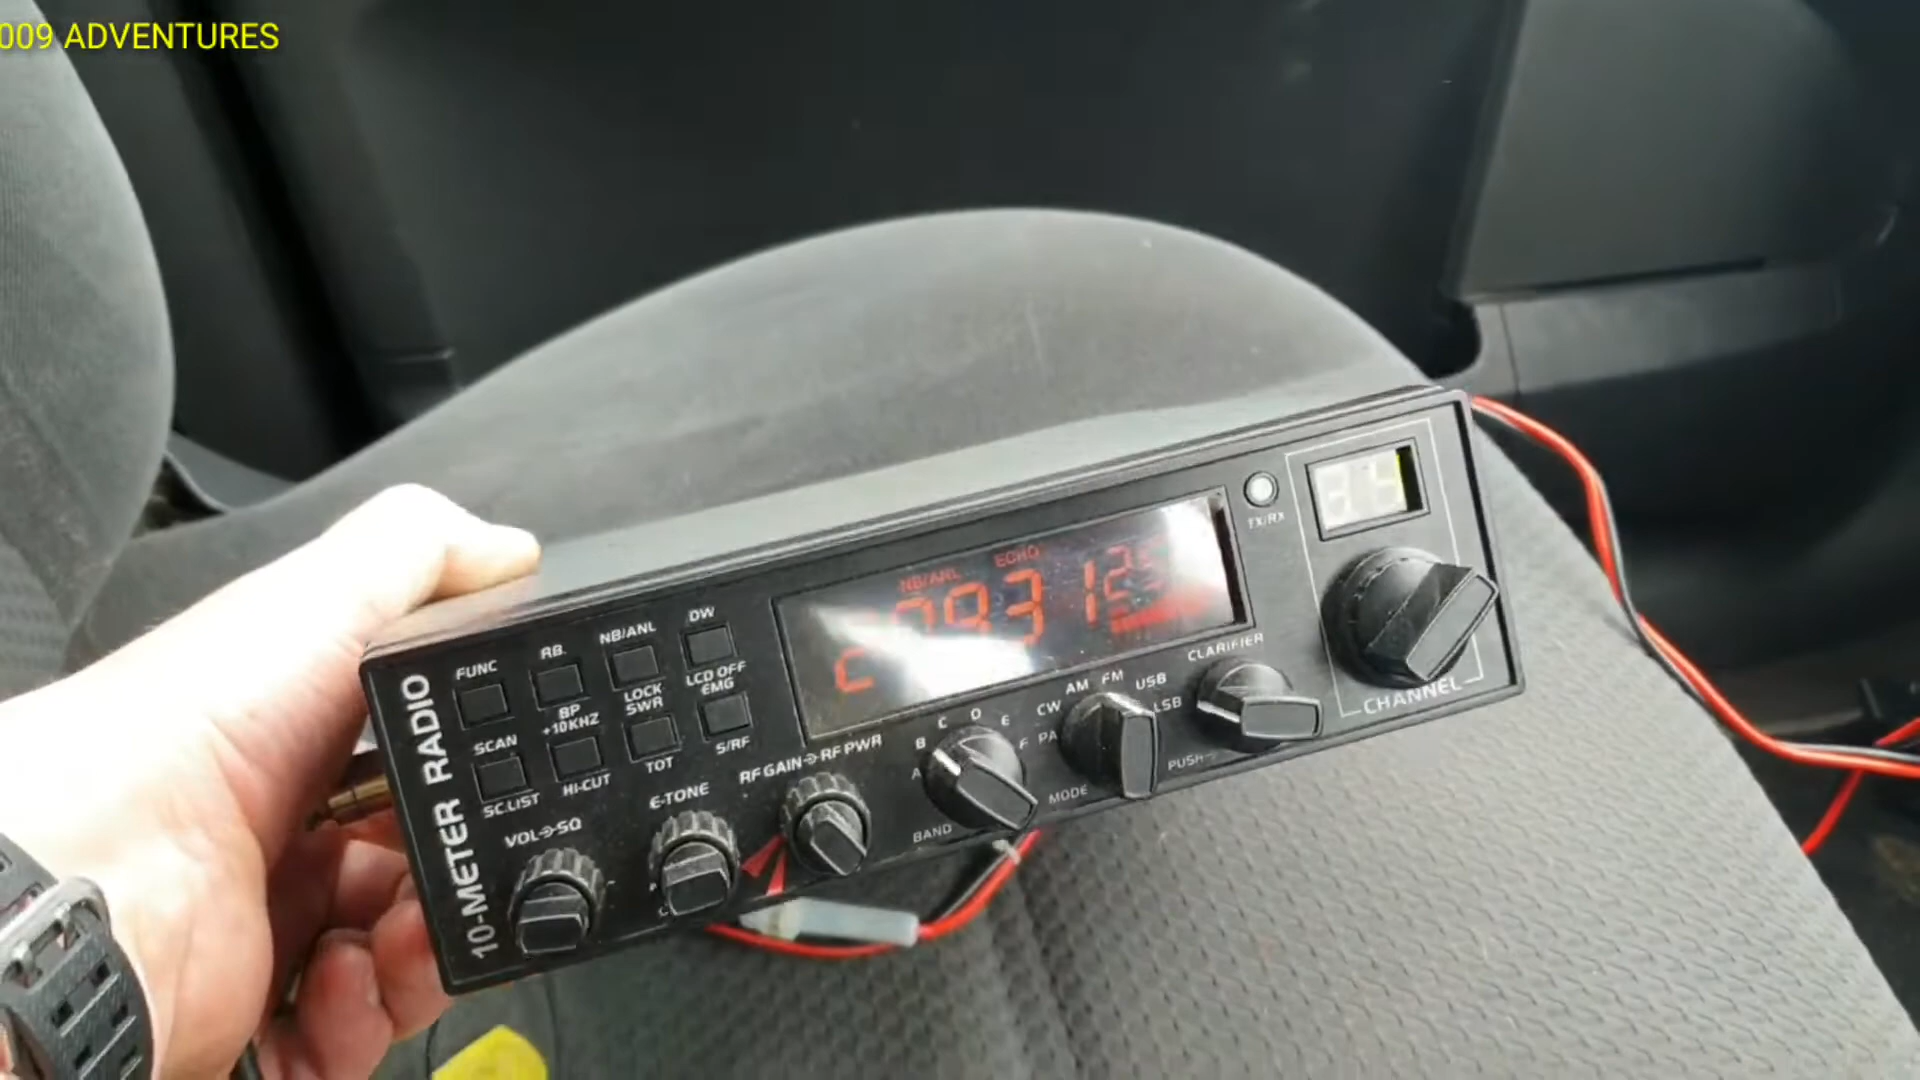 009 ADVENTURES
10-METER RADIO
FUNC
RB
NB/ANL
DW
BP
LOCK
LCD OFF
SCAN
+10KHZ
SWR
EMG
SC.LIST
HI-CUT
TOT
S/RF
VOL SQ
E-TONE
RF GAIN RF PWR
NB/ANL
ECHO
A B C D E F
BAND
PA CW AM FM USB LSB
MODE
CLARIFIER
PUSH
TX/RX
CHANNEL